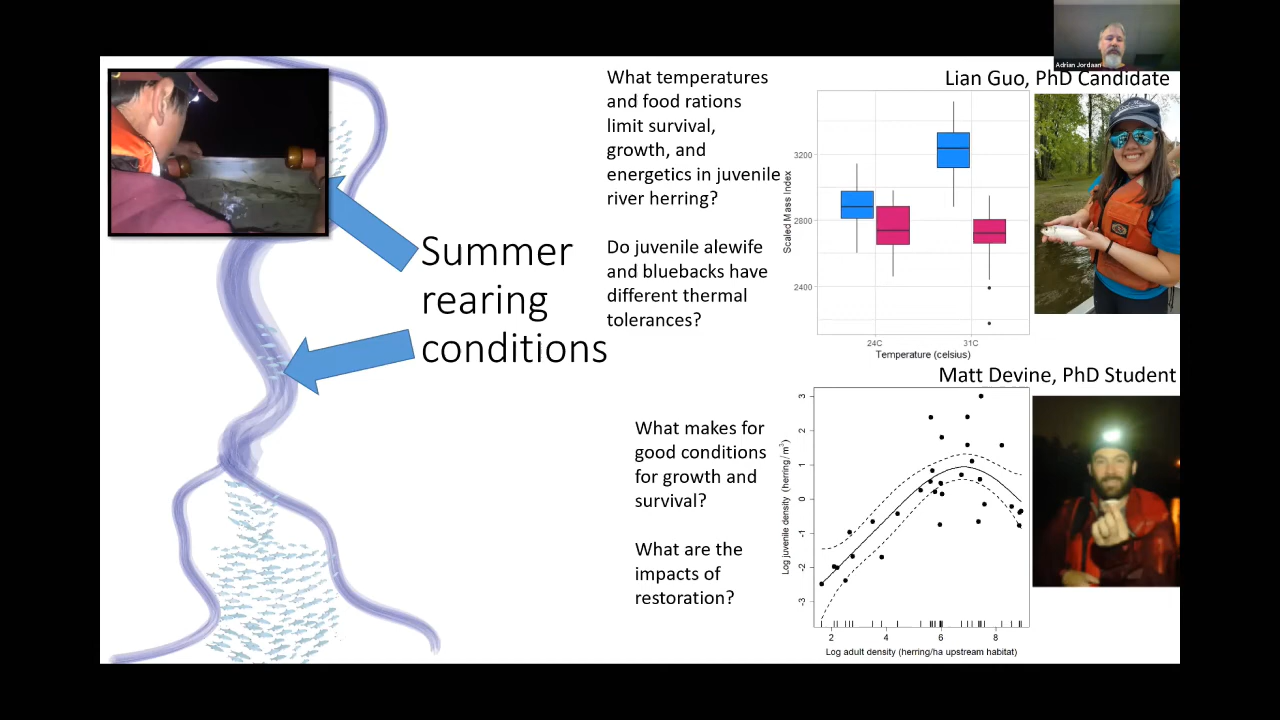 Adrian Jordaan
Summer
rearing
conditions
What temperatures
and food rations
limit survival,
growth, and
energetics in juvenile
river herring?
Do juvenile alewife
and bluebacks have
different thermal
tolerances?
Lian Guo, PhD Candidate
Scaled Mass Index
3200
2800
2400
24C
31C
Temperature (celsius)
What makes for
good conditions
for growth and
survival?
What are the
impacts of
restoration?
Matt Devine, PhD Student
Log juvenile density (herring/m³)
3
2
1
0
-1
-2
-3
2
4
6
8
Log adult density (herring/ha upstream habitat)